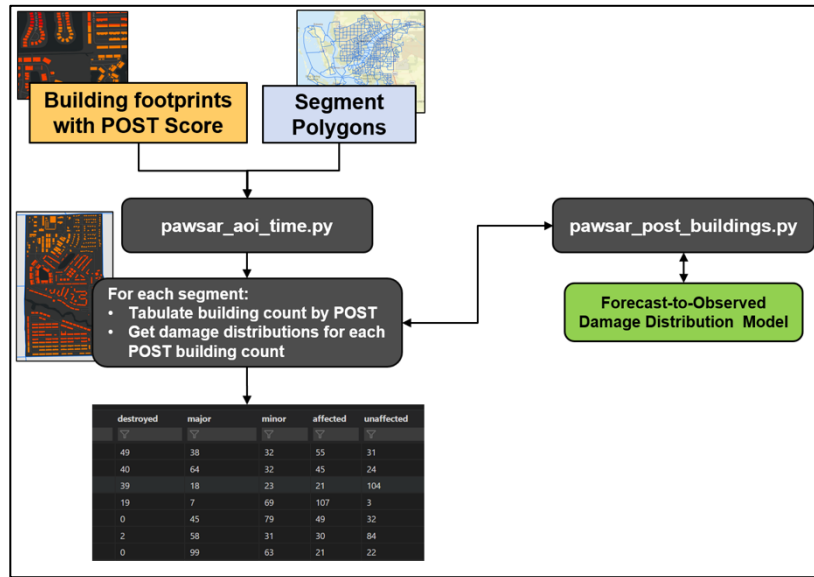 Building footprints
with POST Score
Segment
Polygons
pawsar_aoi_time.py
pawsar_post_buildings.py
For each segment:
• Tabulate building count by POST
• Get damage distributions for each
POST building count
Forecast-to-Observed
Damage Distribution Model
destroyed major minor affected unaffected
49 38 32 55 31
40 64 32 45 24
39 18 23 21 104
19 7 69 107 3
0 45 79 49 32
2 58 31 30 84
0 99 63 21 22